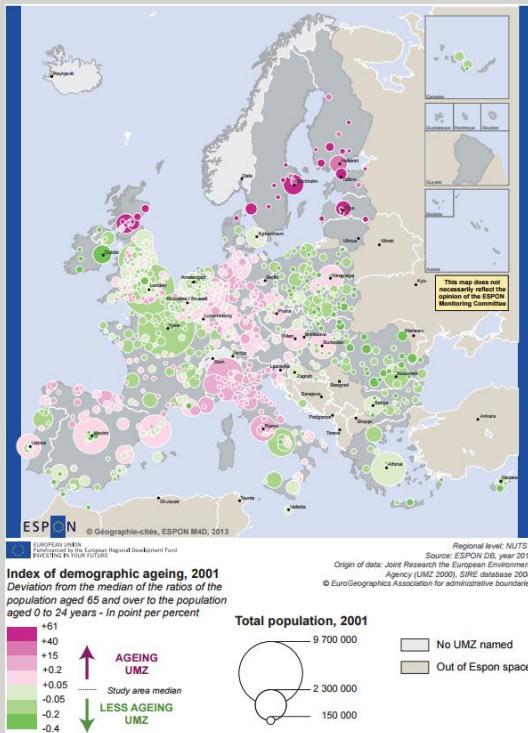 Reykjavik
Canarias
Guadeloupe Martinique Réunion
Guyane
Madeira
Açores
Helsinki
Tallinn
Oslo
Stockholm
Riga
København
Vilnius
Minsk
Dublin
Amsterdam
Berlin
Warszawa
London
Bruxelles / Brussel
Kyiv
Praha
Luxembourg
Paris
Wien
Bratislava
Budapest
Bern
Vaduz
Kishinev
Ljubljana
Zagreb
Bucuresti
Beograd
Sarajevo
Sofiya
Podgorica
Skopje
Roma
Tirana
Madrid
Lisboa
Ankara
Athinai
El-Jazair
Tounis
Valletta
This map does not
necessarily reflect the
opinion of the ESPON
Monitoring Committee
ESPON
© Géographie-cités, ESPON M4D, 2013
EUROPEAN UNION
Part-financed by the European Regional Development Fund
INVESTING IN YOUR FUTURE
Regional level: NUTS
Source: ESPON DB, year 201
Origin of data: Joint Research the European Environmen
Agency (UMZ 2000), SIRE database 200
© EuroGeographics Association for administrative boundarie
Index of demographic ageing, 2001
Deviation from the median of the ratios of the
population aged 65 and over to the population
aged 0 to 24 years - In point per percent
+61
+40
+15
+0.2
+0.05
-0.05
-0.2
-0.4
AGEING
UMZ
Study area median
LESS AGEING
UMZ
Total population, 2001
9 700 000
2 300 000
150 000
No UMZ named
Out of Espon space